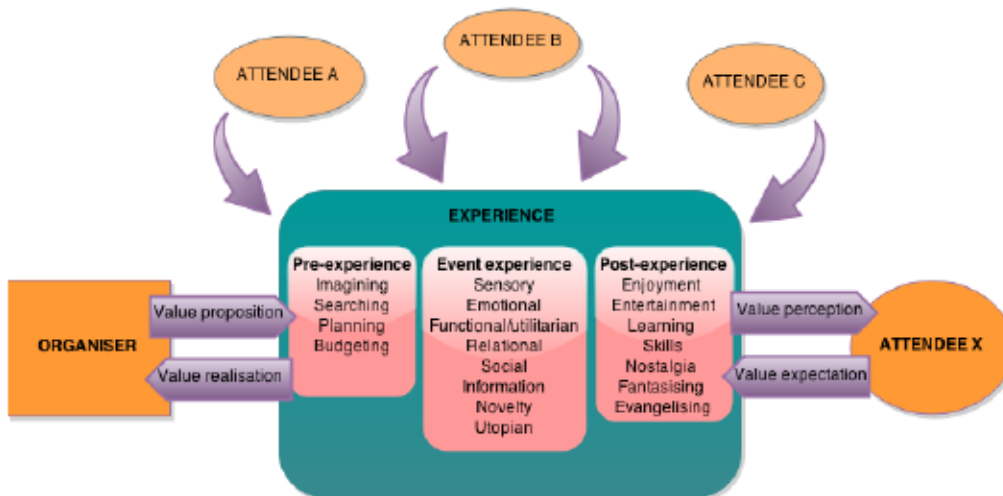 ATTENDEE A
ATTENDEE B
ATTENDEE C
EXPERIENCE
Pre-experience
Imagining
Searching
Planning
Budgeting
Event experience
Sensory
Emotional
Functional/utilitarian
Relational
Social
Information
Novelty
Utopian
Post-experience
Enjoyment
Entertainment
Learning
Skills
Nostalgia
Fantasising
Evangelising
ORGANISER
Value proposition
Value realisation
Value perception
Value expectation
ATTENDEE X